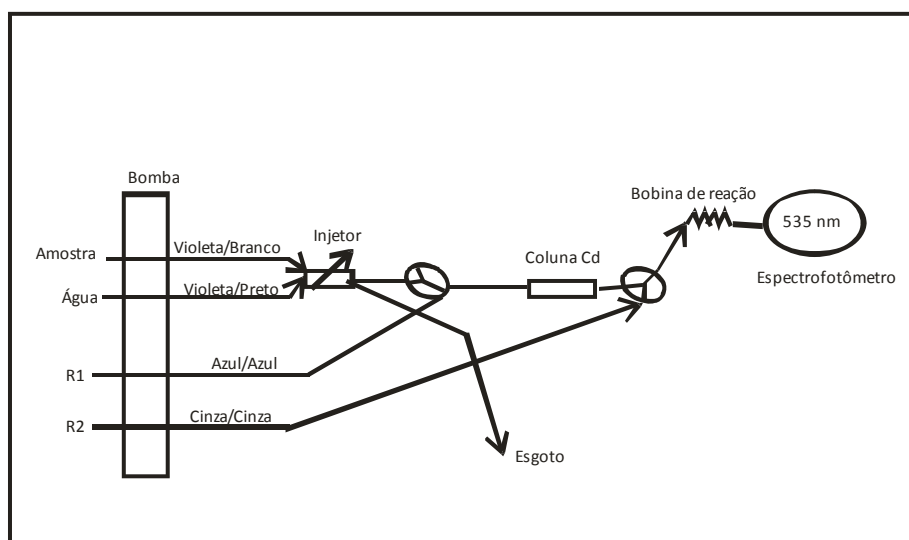 Bomba
Bobina de reação
535 nm
Injetor
Amostra
Violeta/Branco
Coluna Cd
Espectrofotômetro
Água
Violeta/Preto
Azul/Azul
R1
Cinza/Cinza
R2
Esgoto